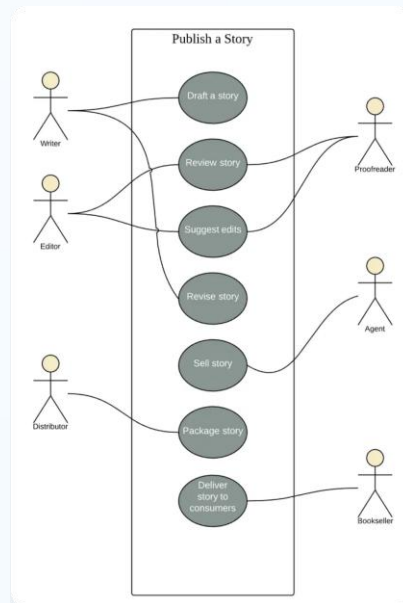 Publish a Story
Draft a story
Writer
Review story
Proofreader
Editor
Suggest edits
Revise story
Agent
Sell story
Distributor
Package story
Deliver
story to
consumers
Bookseller